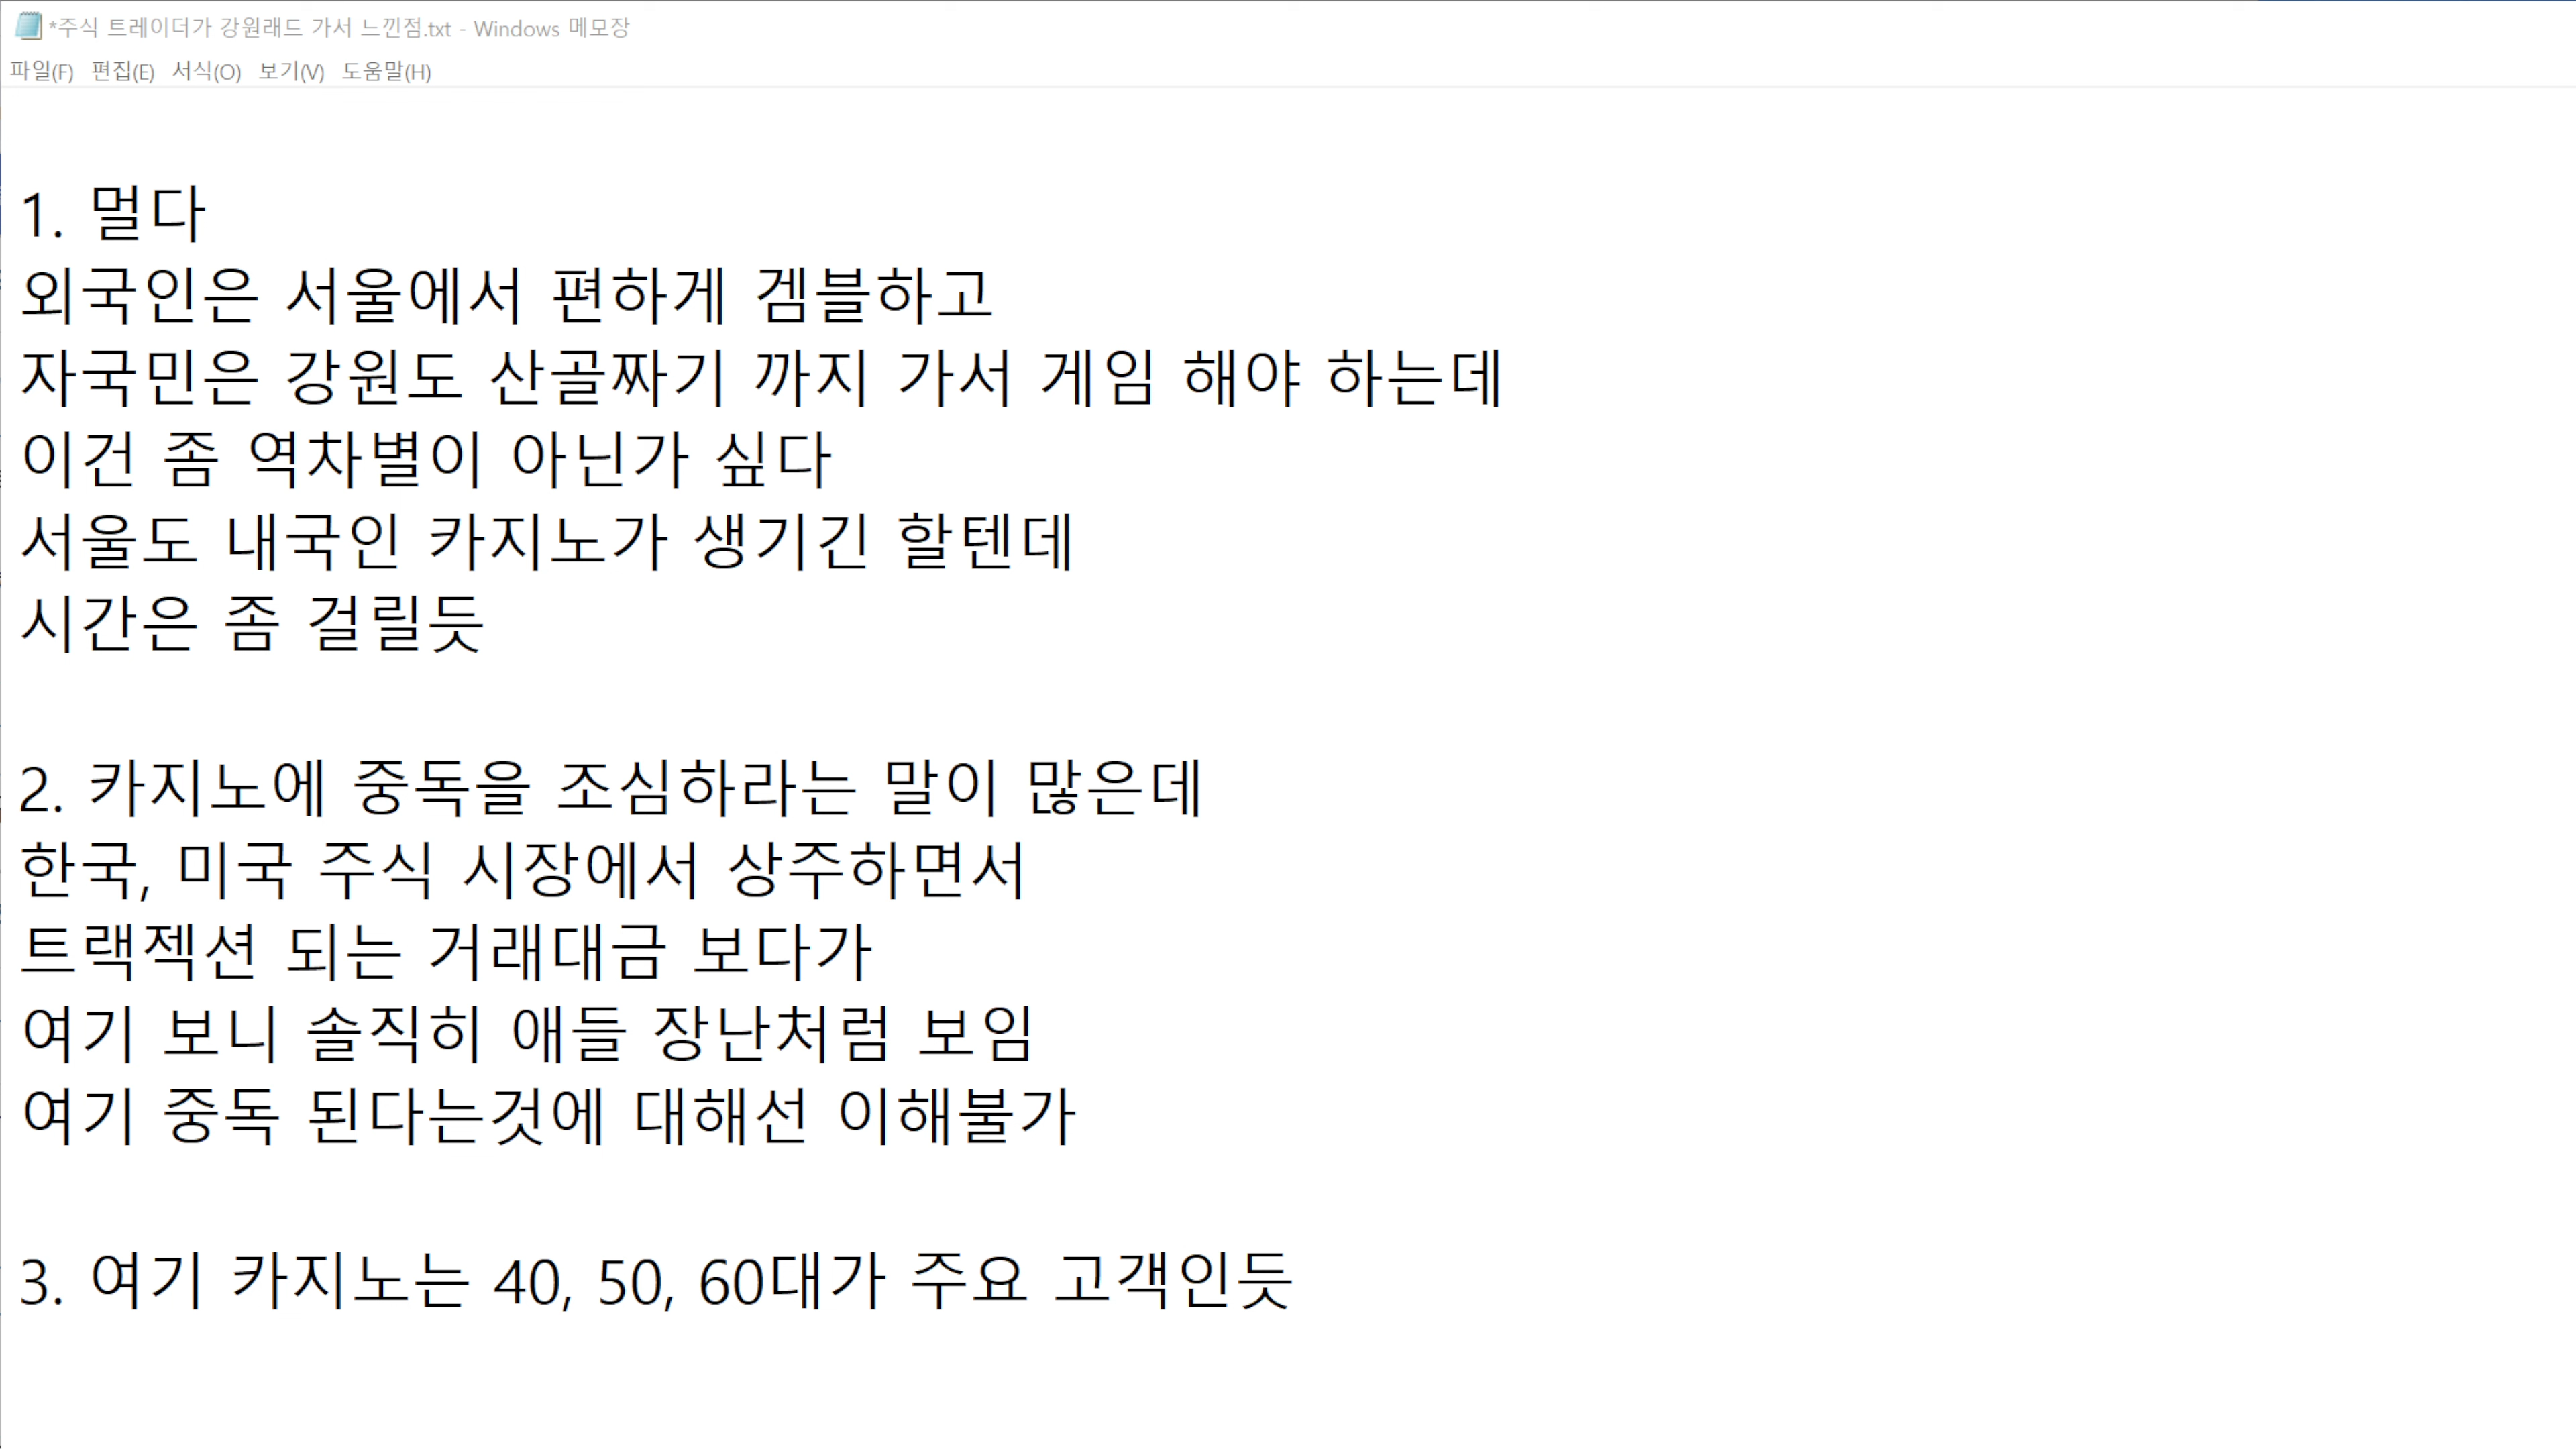 *주식 트레이더가 강원래드 가서 느낀점.txt - Windows 메모장
파일(F) 편집(E) 서식(O) 보기(V) 도움말(H)
1. 멀다
외국인은 서울에서 편하게 겜블하고
자국민은 강원도 산골짜기 까지 가서 게임 해야 하는데
이건 좀 역차별이 아닌가 싶다
서울도 내국인 카지노가 생기긴 할텐데
시간은 좀 걸릴듯
2. 카지노에 중독을 조심하라는 말이 많은데
한국, 미국 주식 시장에서 상주하면서
트랙젝션 되는 거래대금 보다가
여기 보니 솔직히 애들 장난처럼 보임
여기 중독 된다는것에 대해선 이해불가
3. 여기 카지노는 40, 50, 60대가 주요 고객인듯